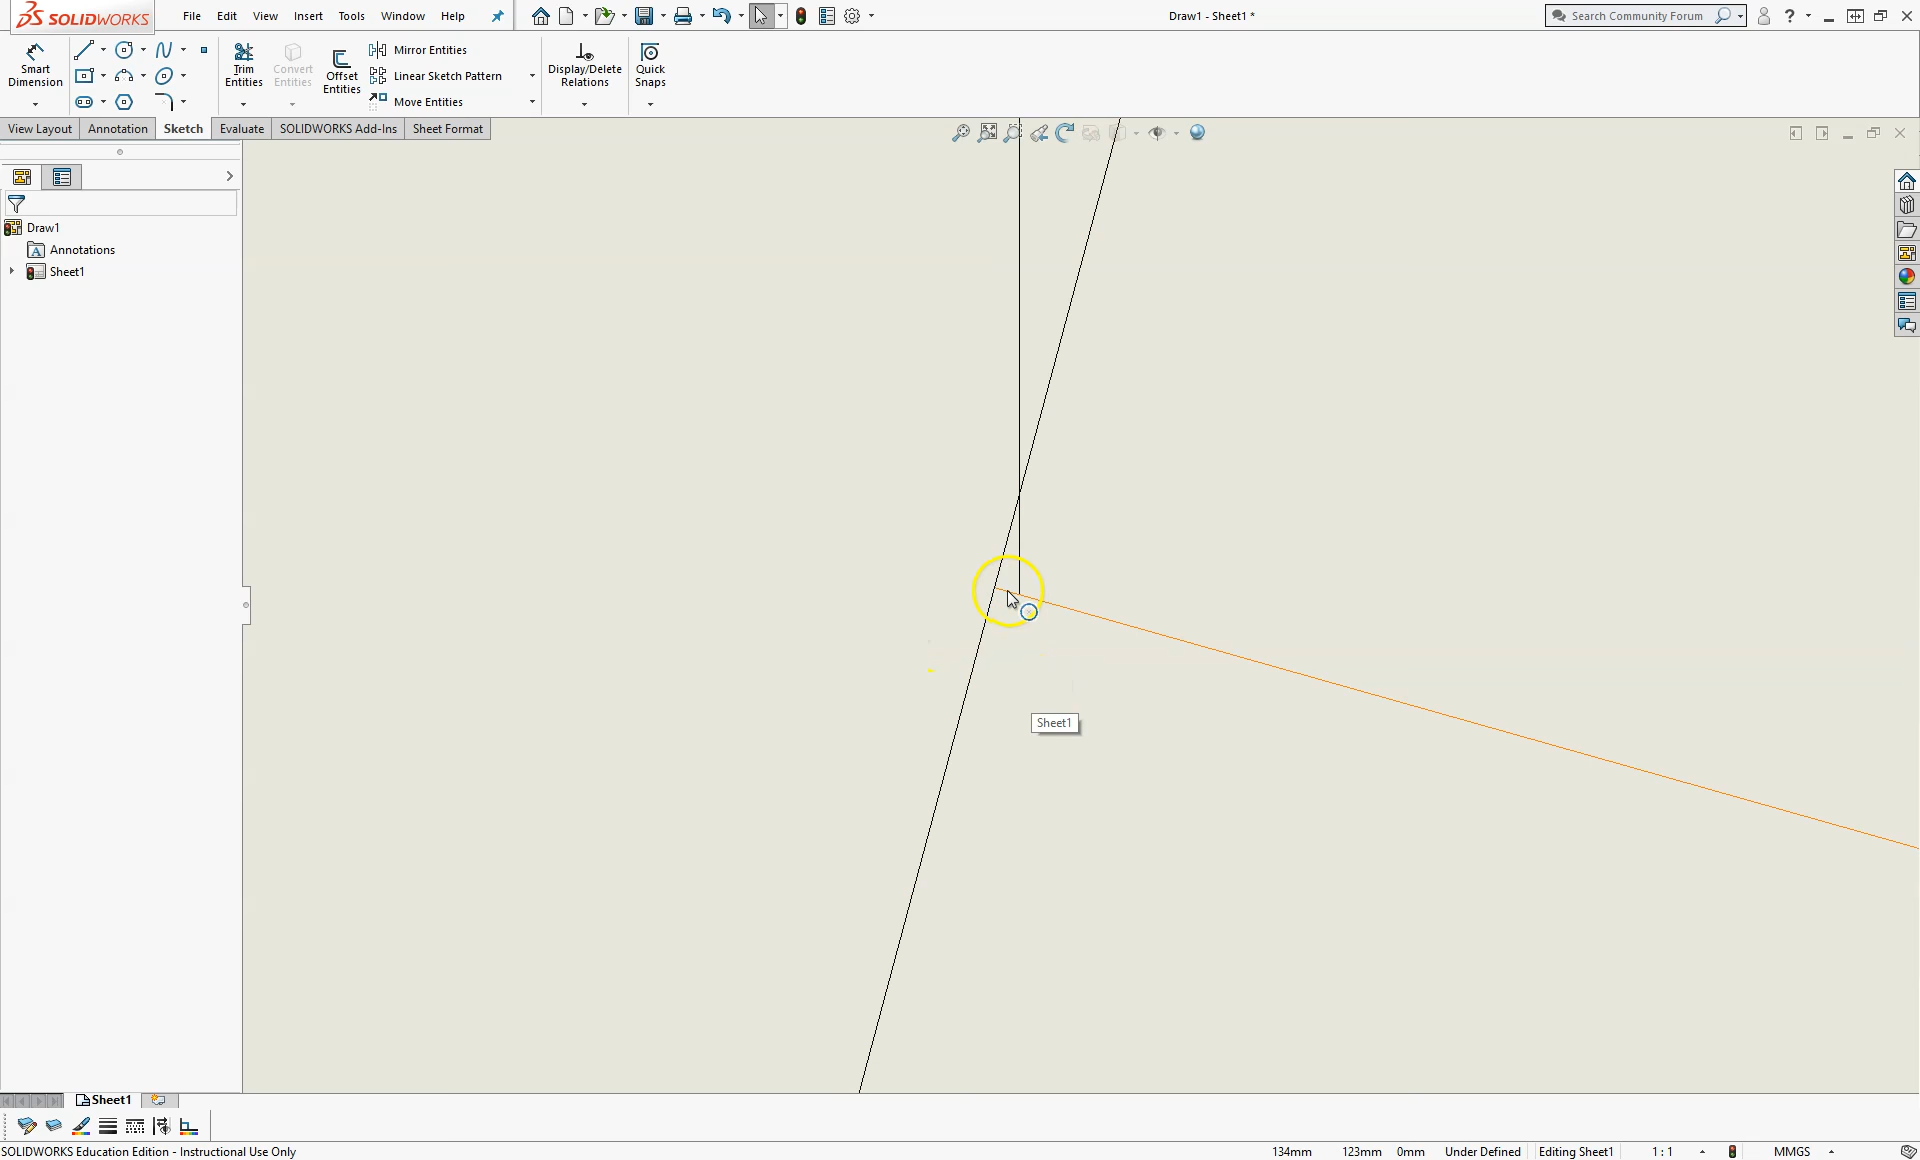 SOLIDWORKS File Edit View Insert Tools Window Help Draw1 - Sheet1 * Search Community Forum
Smart Dimension
Trim Entities
Convert Entities
Offset Entities
Mirror Entities
Linear Sketch Pattern
Move Entities
Display/Delete Relations
Quick Snaps
View Layout Annotation Sketch Evaluate SOLIDWORKS Add-Ins Sheet Format
Draw1
A Annotations
Sheet1
Sheet1
Sheet1
SOLIDWORKS Education Edition - Instructional Use Only 134mm 123mm 0mm Under Defined Editing Sheet1 1:1 MMGS